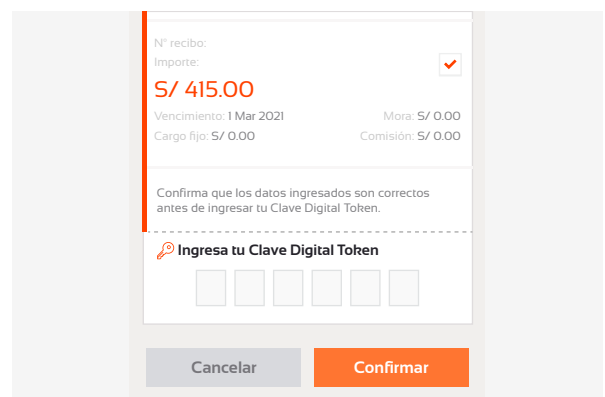 N° recibo:
Importe:
S/ 415.00
Vencimiento: 1 Mar 2021 Mora: S/ 0.00
Cargo fijo: S/ 0.00 Comisión: S/ 0.00
Confirma que los datos ingresados son correctos
antes de ingresar tu Clave Digital Token.
Ingresa tu Clave Digital Token
Cancelar Confirmar